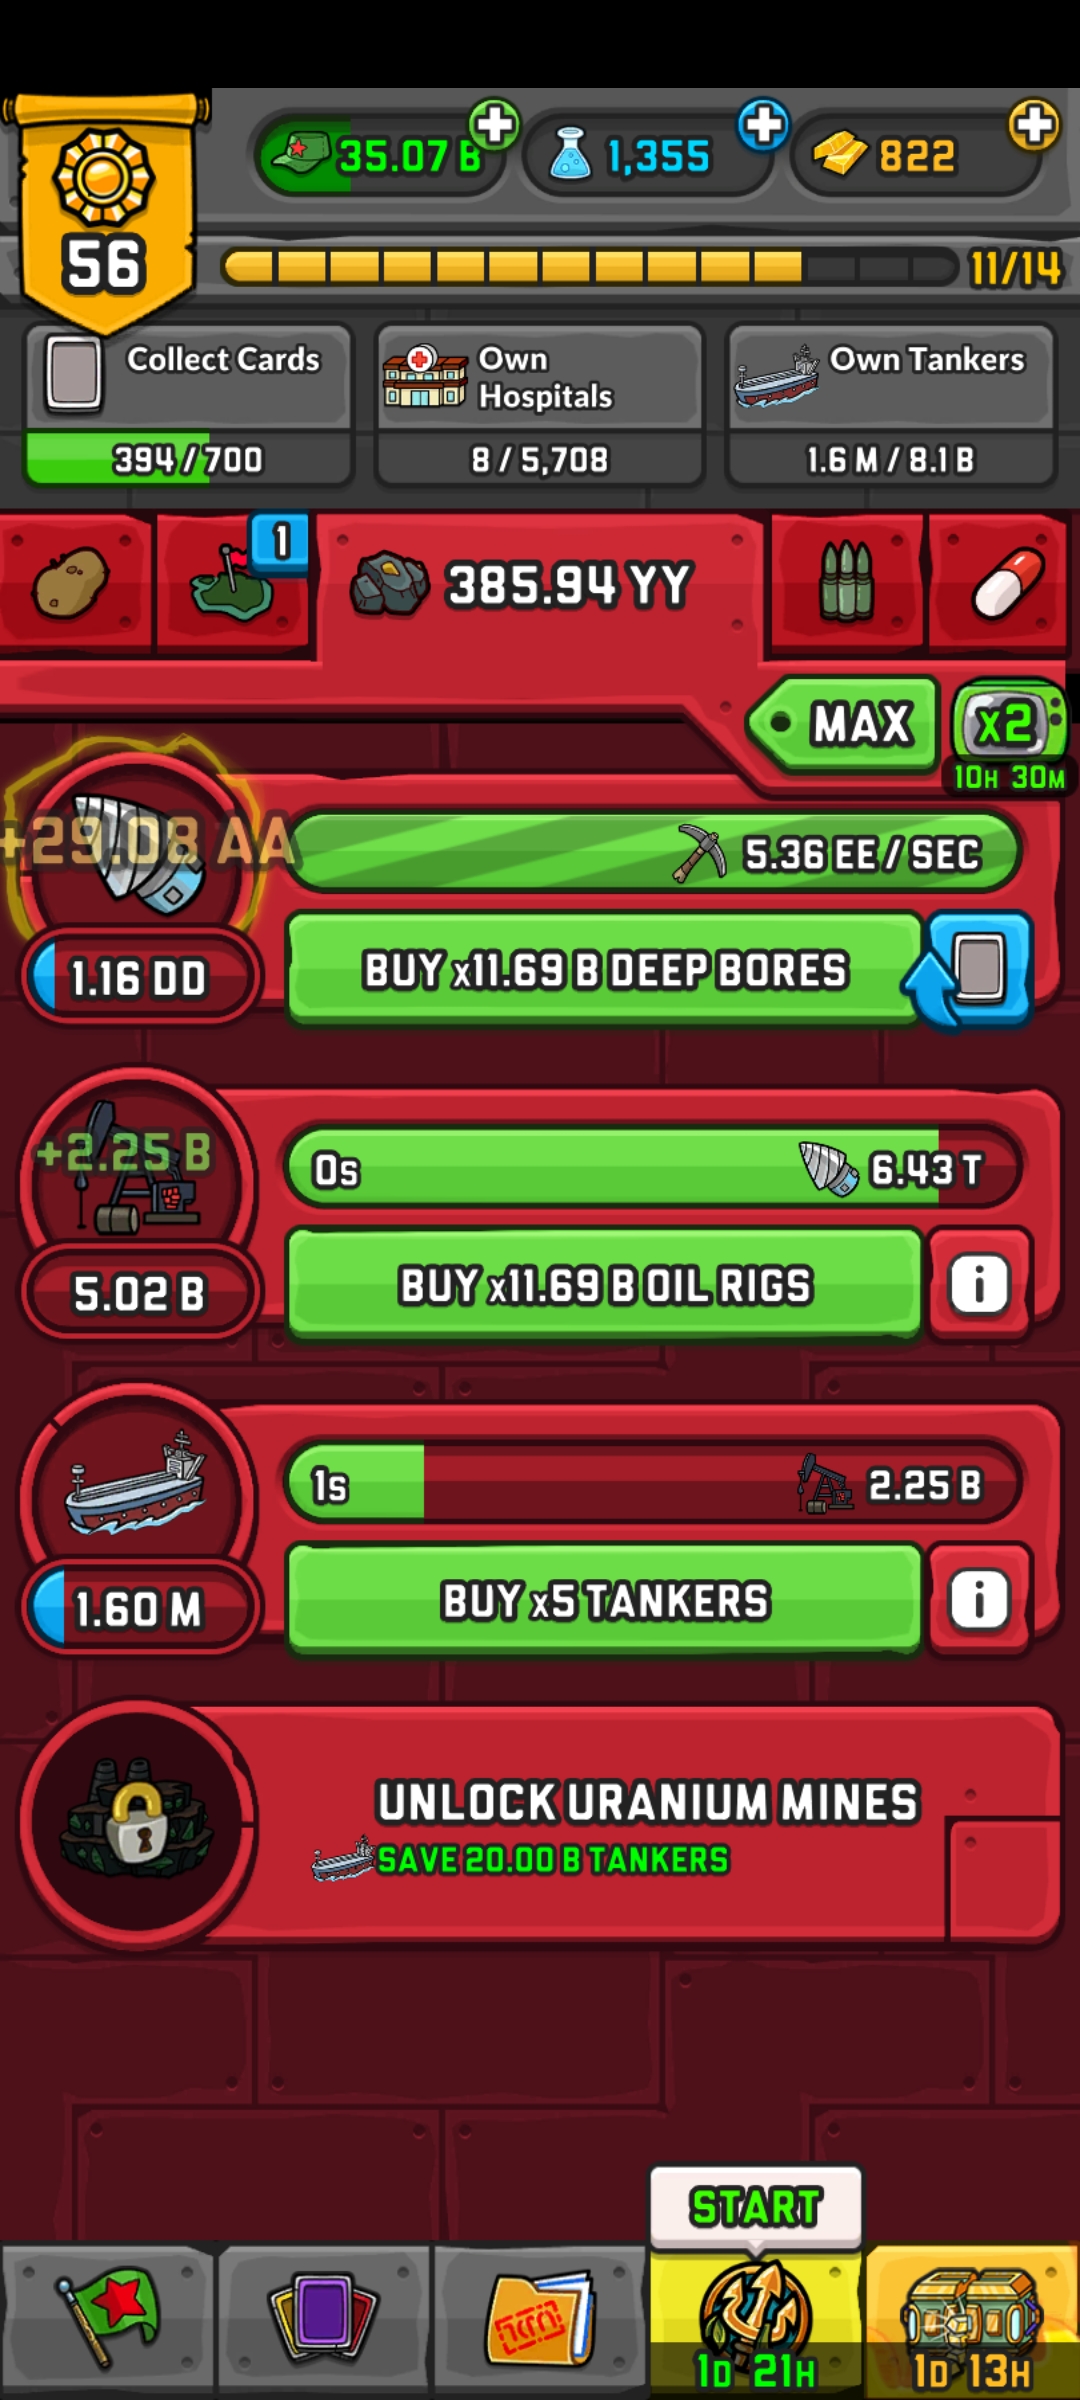 35.07 B
1,355
822
56
11/14
Collect Cards
394/700
Own
Hospitals
8 / 5,708
Own Tankers
1.6 M / 8.1 B
1
385.94 YY
MAX
x2
10H 30M
+29.08 AA
5.36 EE / SEC
1.16 DD
BUY x11.69 B DEEP BORES
+2.25 B
0s
6.43 T
5.02 B
BUY x11.69 B OIL RIGS
i
1s
2.25 B
1.60 M
BUY x5 TANKERS
i
UNLOCK URANIUM MINES
SAVE 20.00 B TANKERS
START
1D 21H
1D 13H